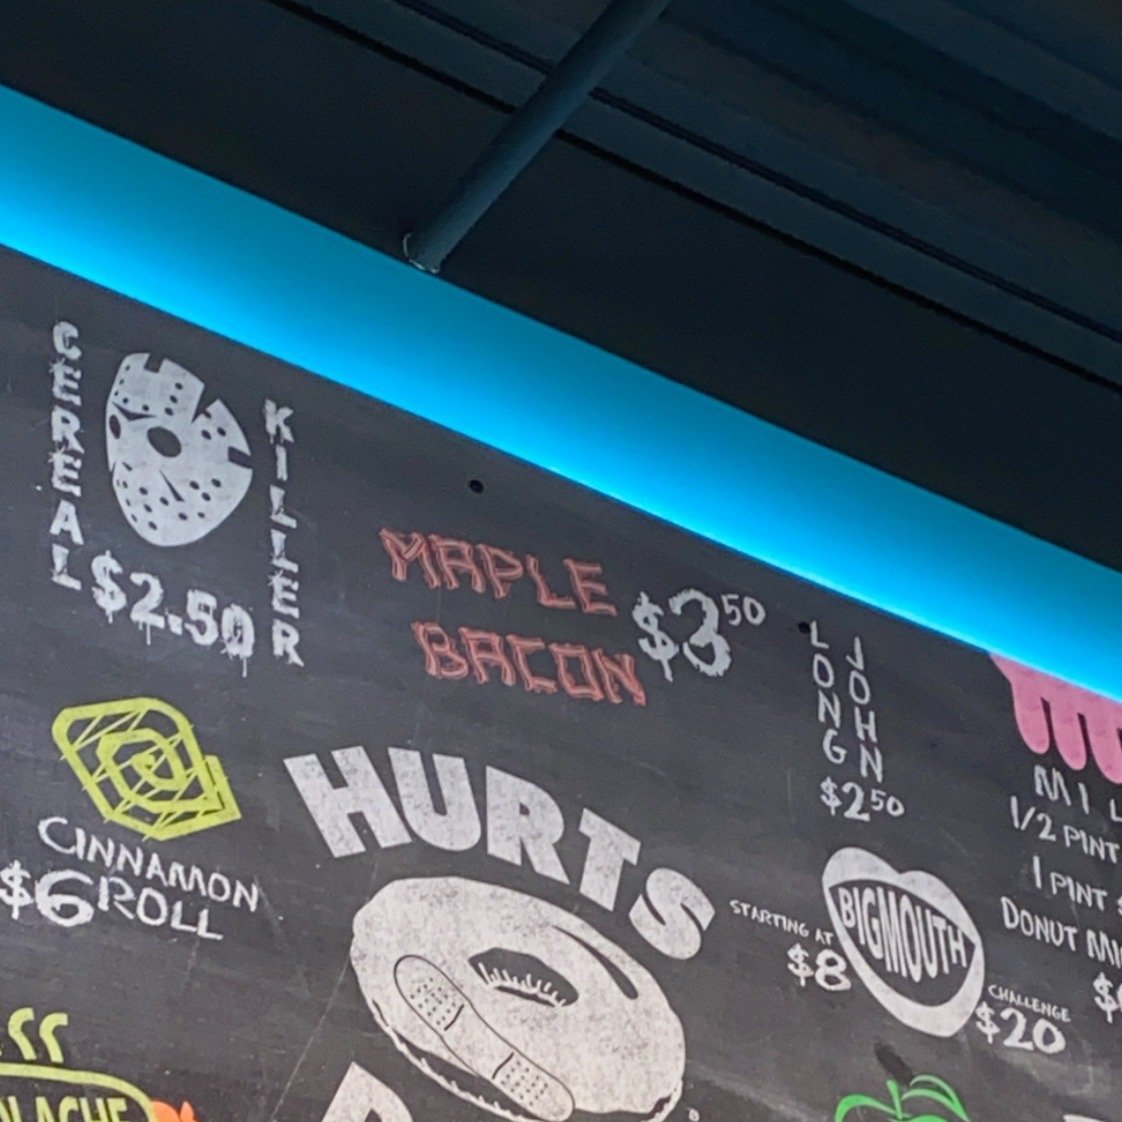 CEREAL
KILLER
$2.50
MAPLE
BACON
$3.50
LONG
JOHN
$2.50
CINNAMON
$6 ROLL
HURTS
STARTING AT
$8
BIGMOUTH
CHALLENGE
$20
1/2 PINT
1 PINT
DONUT